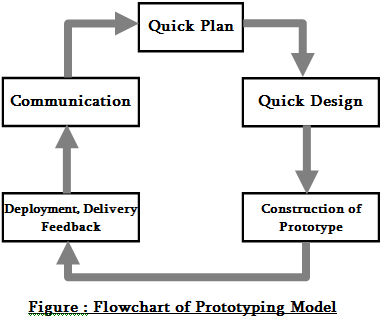 Quick Plan
Communication
Quick Design
Deployment, Delivery
Feedback
Construction of
Prototype
Figure : Flowchart of Prototyping Model